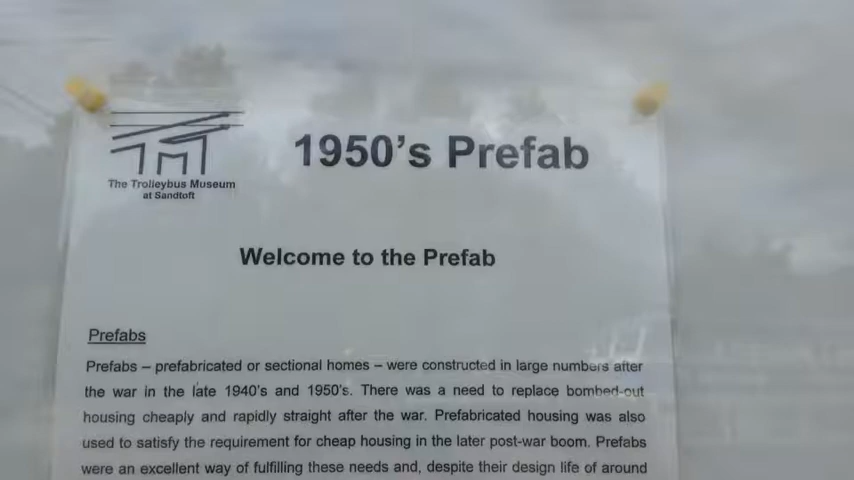 1950's Prefab
The Trolleybus Museum
at Sandtoft
Welcome to the Prefab
Prefabs
Prefabs – prefabricated or sectional homes – were constructed in large numbers after
the war in the late 1940's and 1950's. There was a need to replace bombed-out
housing cheaply and rapidly straight after the war. Prefabricated housing was also
used to satisfy the requirement for cheap housing in the later post-war boom. Prefabs
were an excellent way of fulfilling these needs and, despite their design life of around